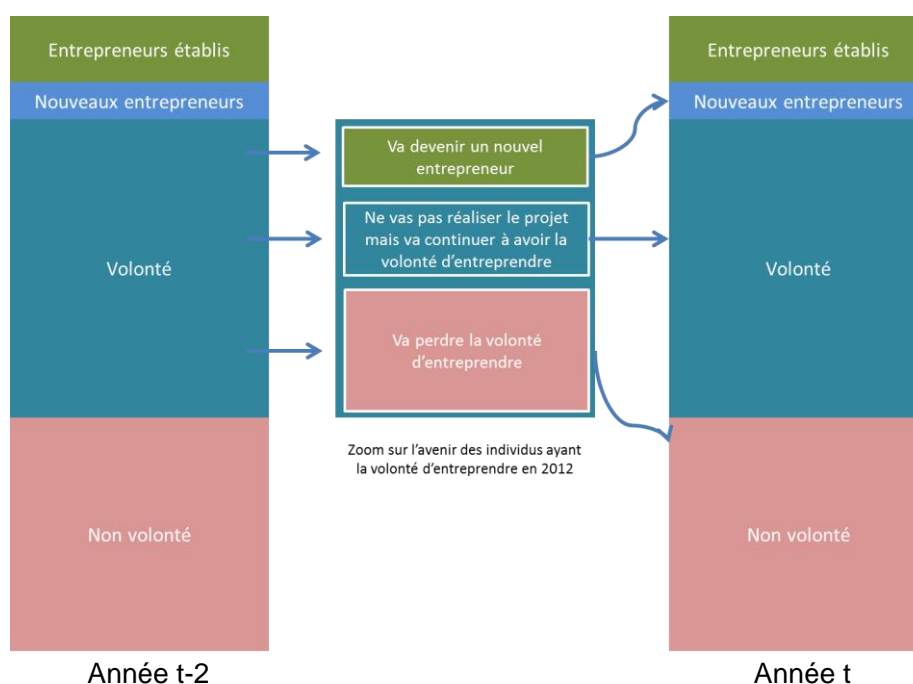 Entrepreneurs établis
Nouveaux entrepreneurs
Volonté
Non volonté
Année t-2
Va devenir un nouvel
entrepreneur
Ne vas pas réaliser le projet
mais va continuer à avoir la
volonté d'entreprendre
Va perdre la volonté
d'entreprendre
Zoom sur l'avenir des individus ayant
la volonté d'entreprendre en 2012
Entrepreneurs établis
Nouveaux entrepreneurs
Volonté
Non volonté
Année t